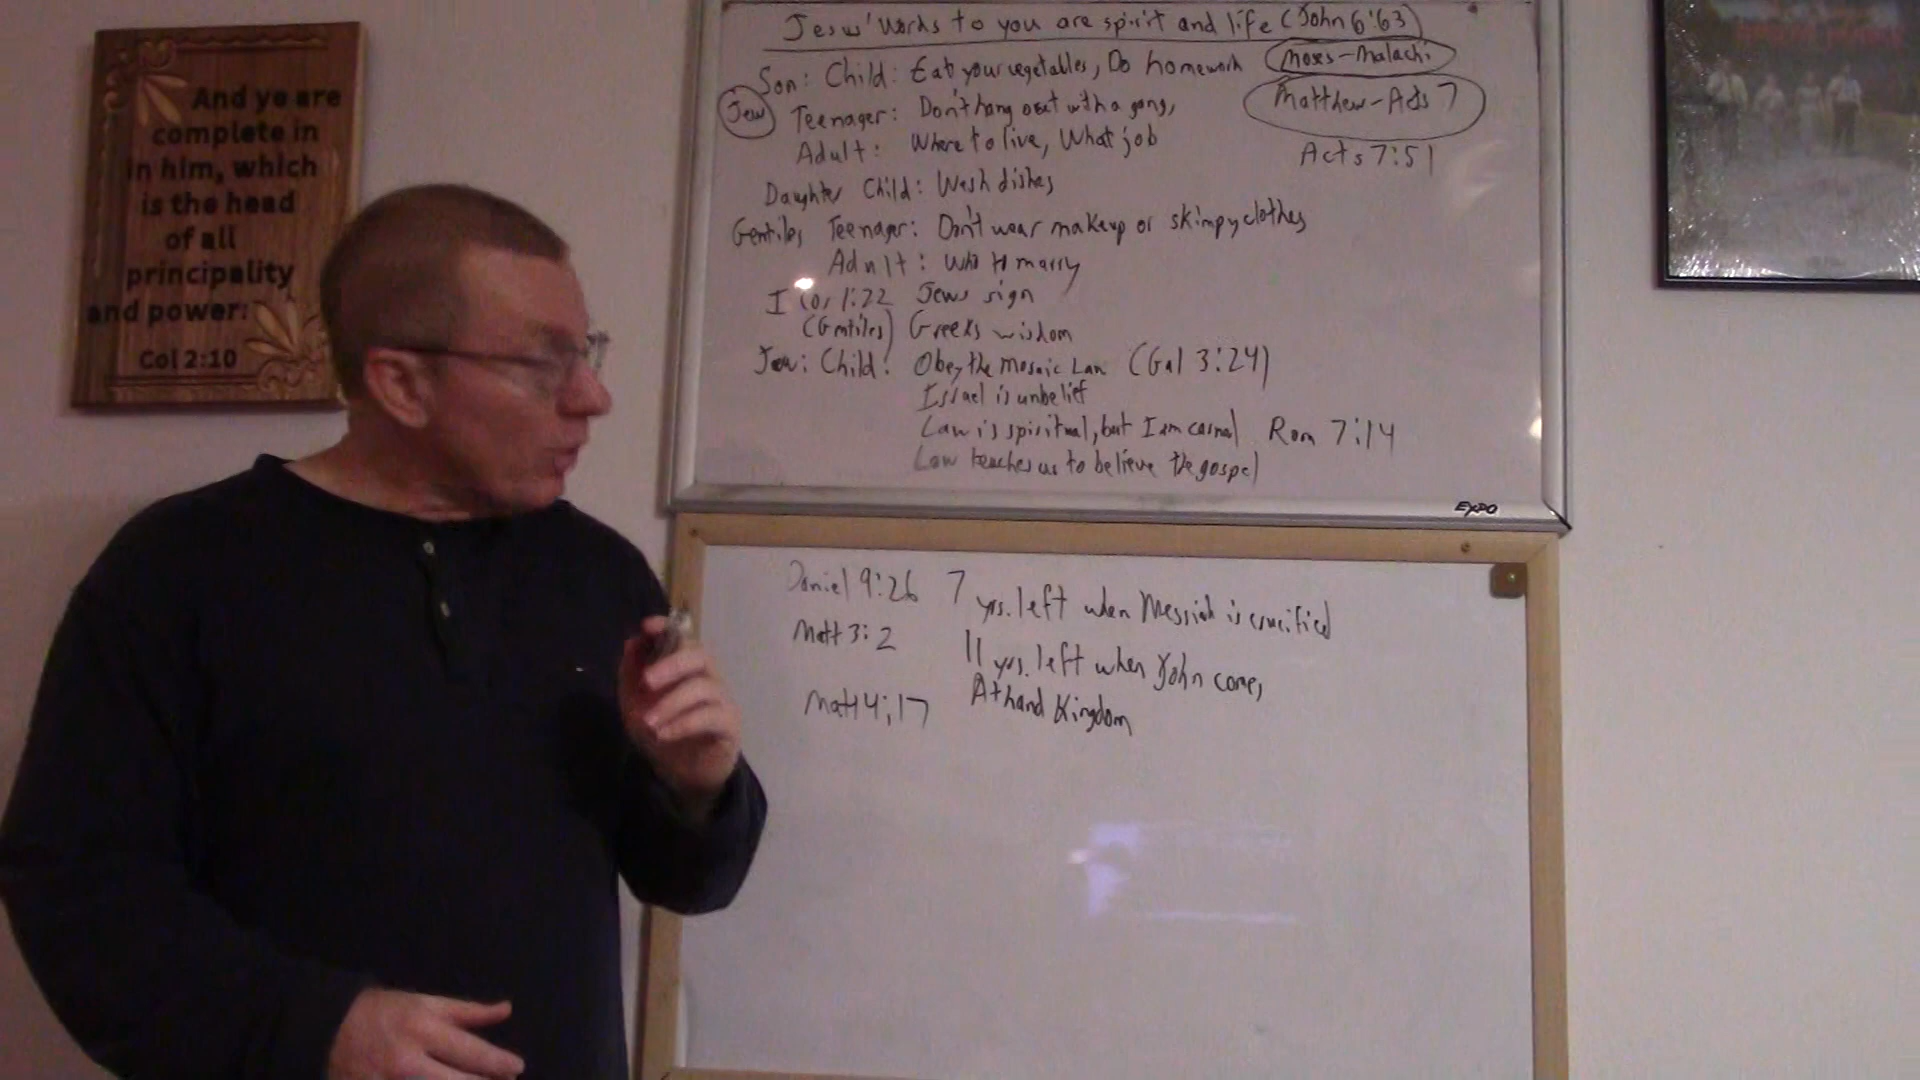 And ye are
complete in
in him, which
is the head
of all
principality
and power:
Col 2:10
Jesus' words to you are spirit and life (John 6:63)
Son: Child: Eat your vegetables, Do homework
Moses-Malachi
Jew
Teenager: Don't hang out with a gang,
Matthew-Acts 7
Adult: Where to live, What job
Acts 7:51
Daughter Child: Wash dishes
Gentiles Teenager: Don't wear makeup or skimpy clothes
Adult: Who to marry
I Cor 1:22 Jews sign
(Gentiles) Greeks wisdom
Jew: Child: Obey the Mosaic Law (Gal 3:24)
Israel is unbelief
Law is spiritual, but I am carnal Rom 7:14
Law teaches us to believe the gospel
EXPO
Daniel 9:26 7 yrs. left when Messiah is crucified
Matt 3:2 11 yrs. left when John comes
Matt 4:17 At hand Kingdom